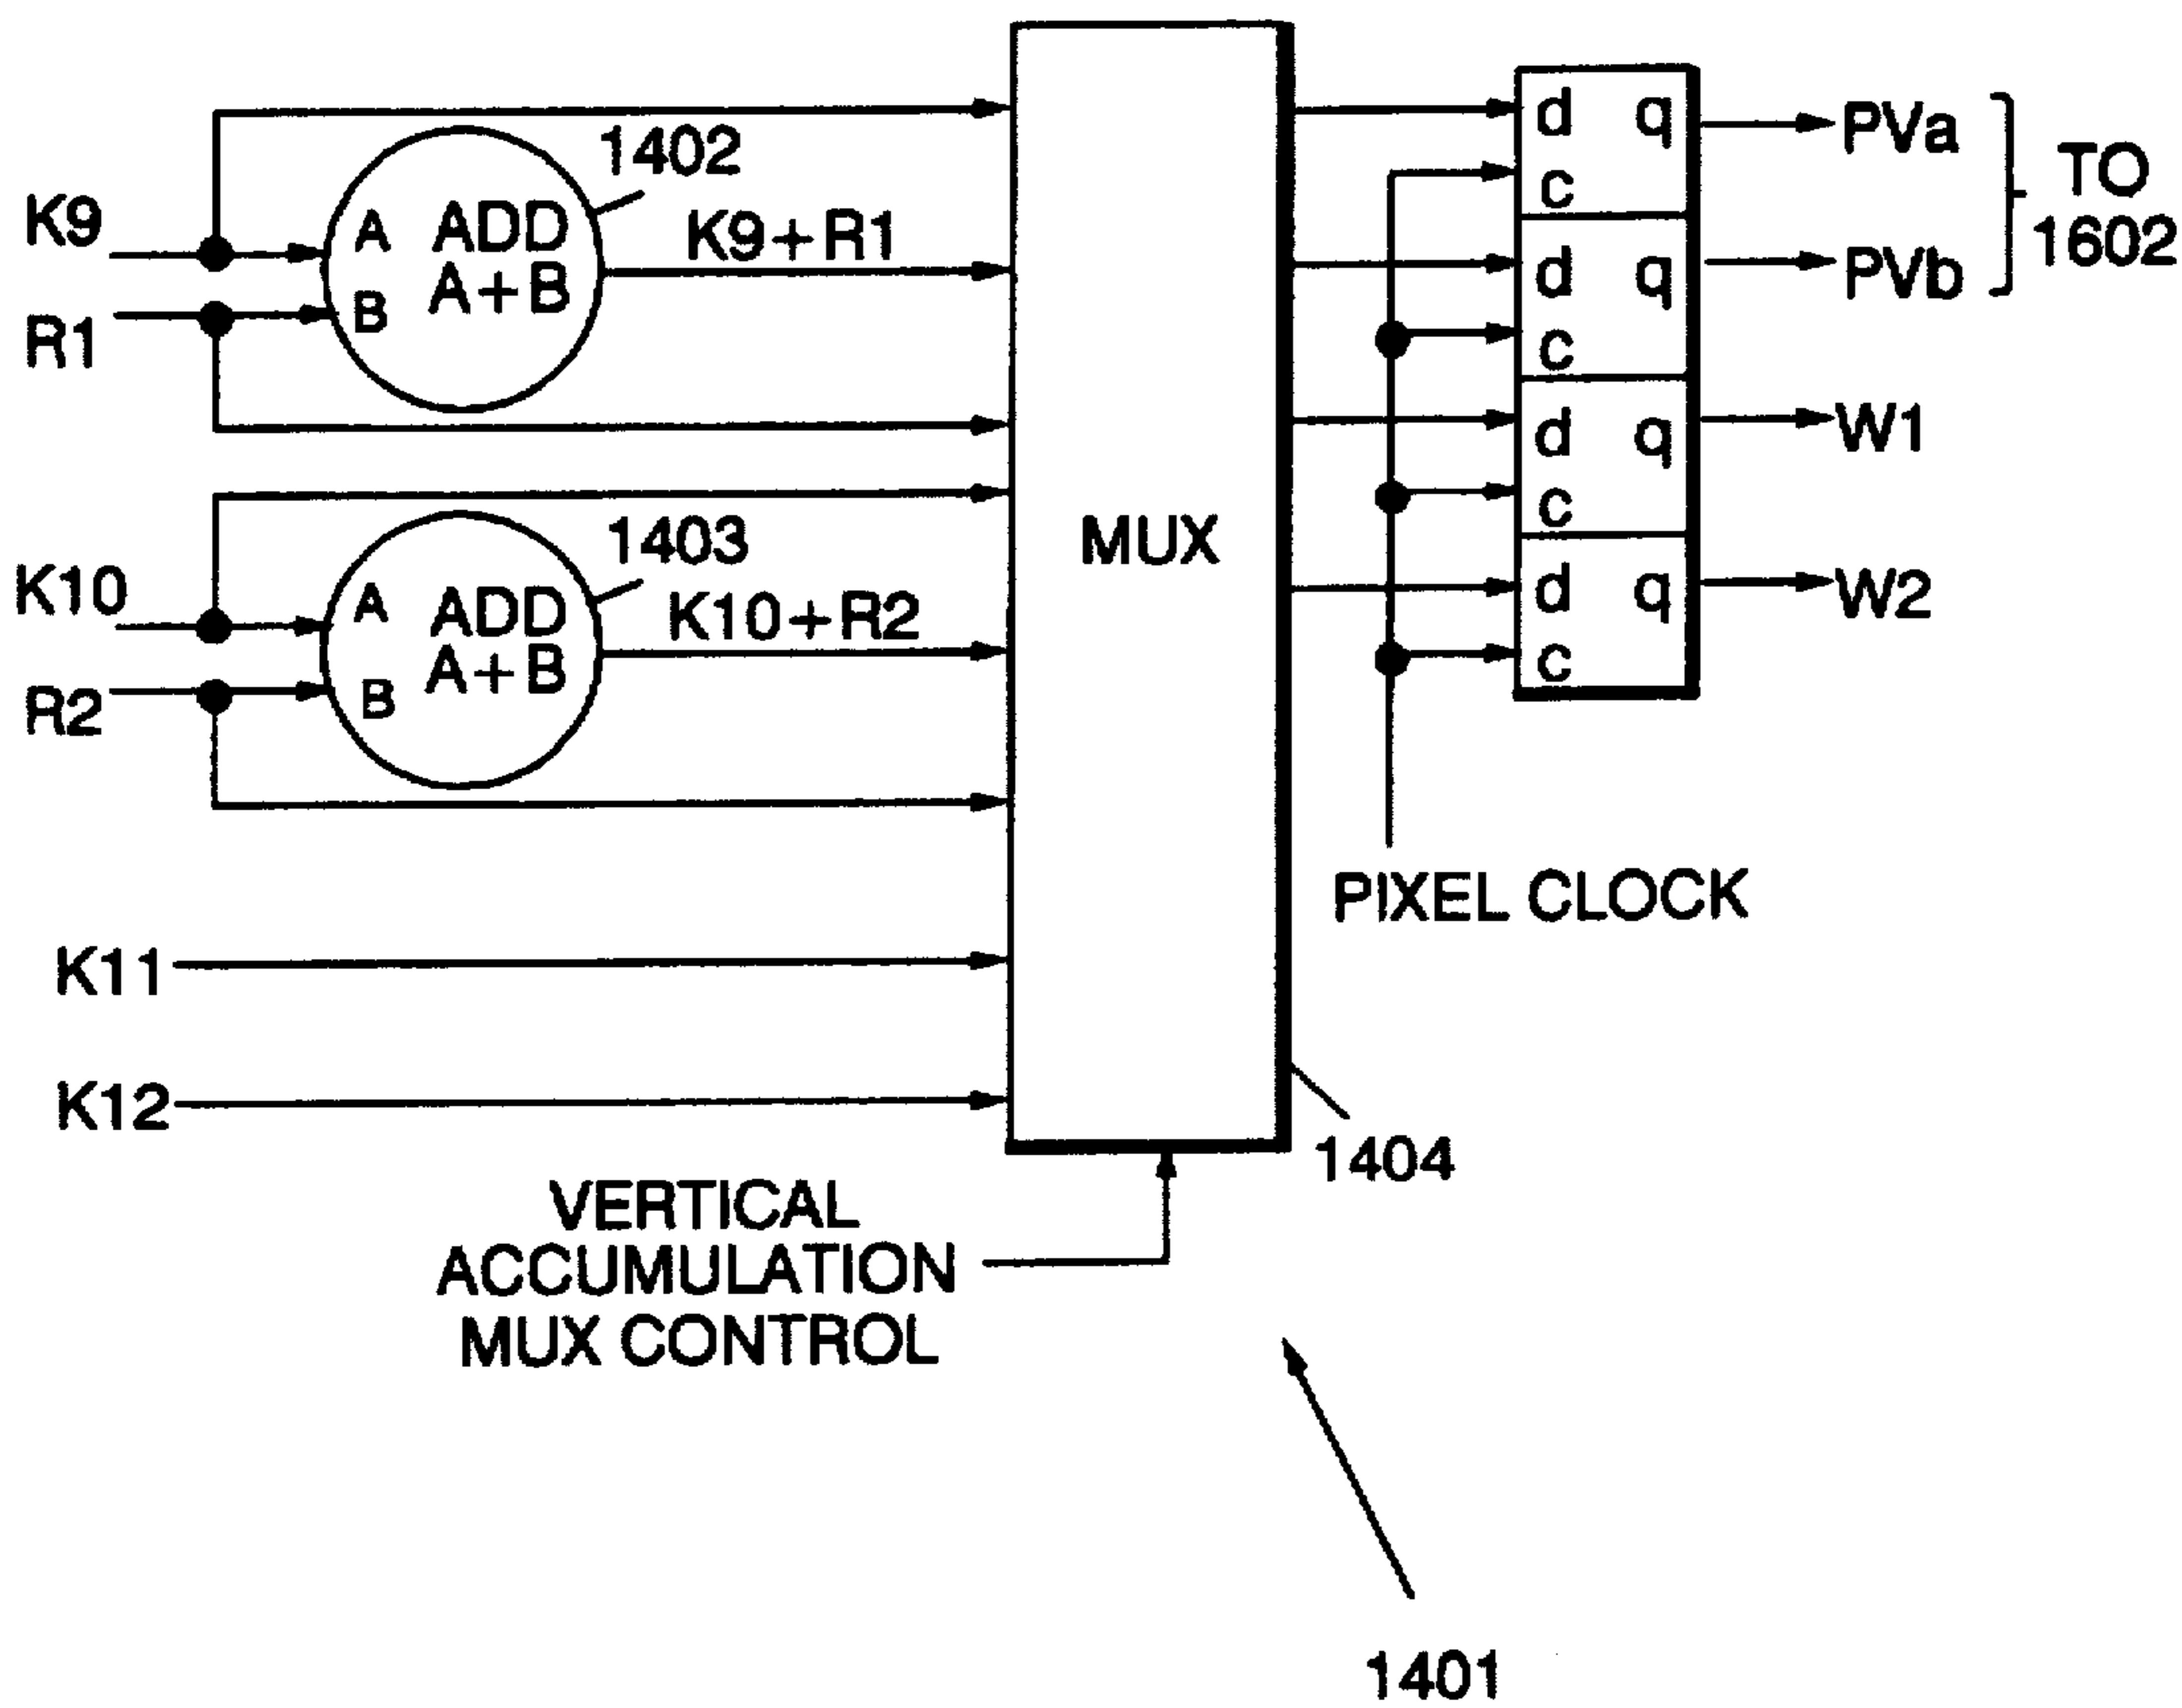 1402
K9
A ADD
K9+R1
A+B
B
R1
1403
K10
A ADD
K10+R2
A+B
B
R2
K11
K12
MUX
d q
c
d q
c
d q
c
d q
c
PVa
PVb
TO
1602
W1
W2
PIXEL CLOCK
1404
VERTICAL
ACCUMULATION
MUX CONTROL
1401